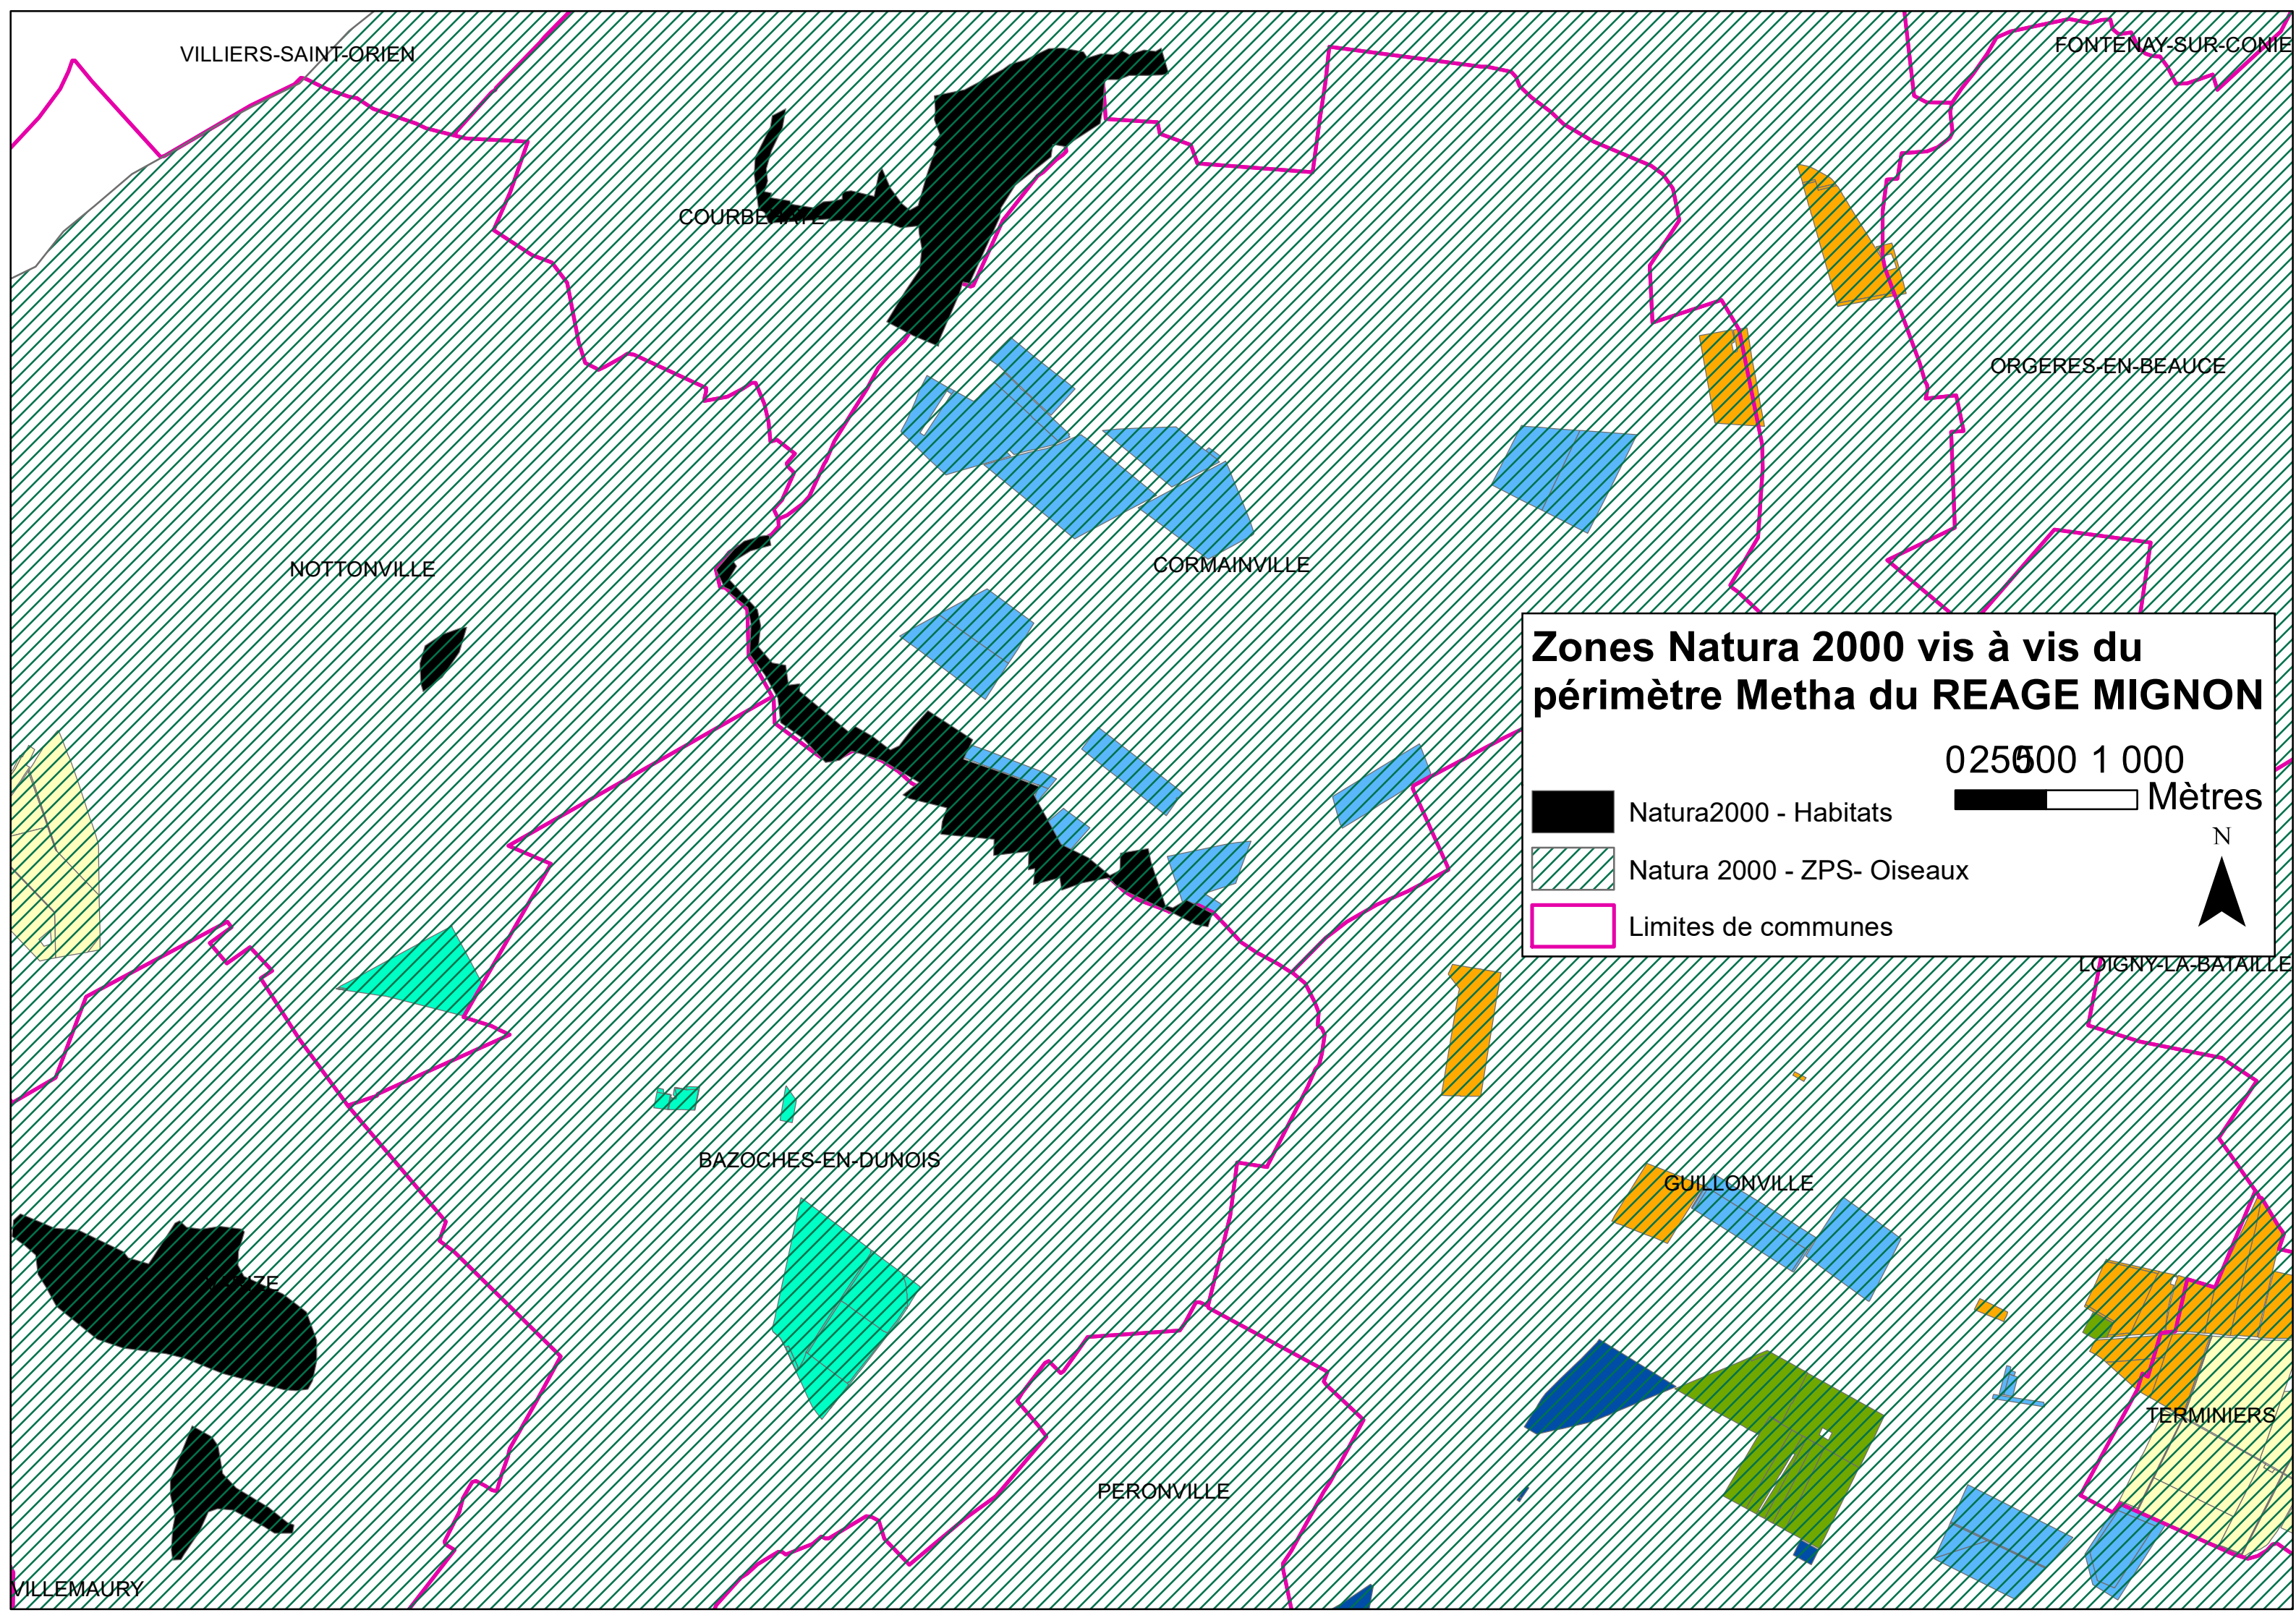 VILLIERS-SAINT-ORIEN
FONTENAY-SUR-CONIE
COURBEHAYE
ORGERES-EN-BEAUCE
NOTTONVILLE
CORMAINVILLE
Zones Natura 2000 vis à vis du
périmètre Metha du REAGE MIGNON
0 250 500 1 000
Mètres
Natura2000 - Habitats
N
Natura 2000 - ZPS- Oiseaux
Limites de communes
LOIGNY-LA-BATAILLE
BAZOCHES-EN-DUNOIS
GUILLONVILLE
TERMINIERS
PERONVILLE
VILLEMAURY